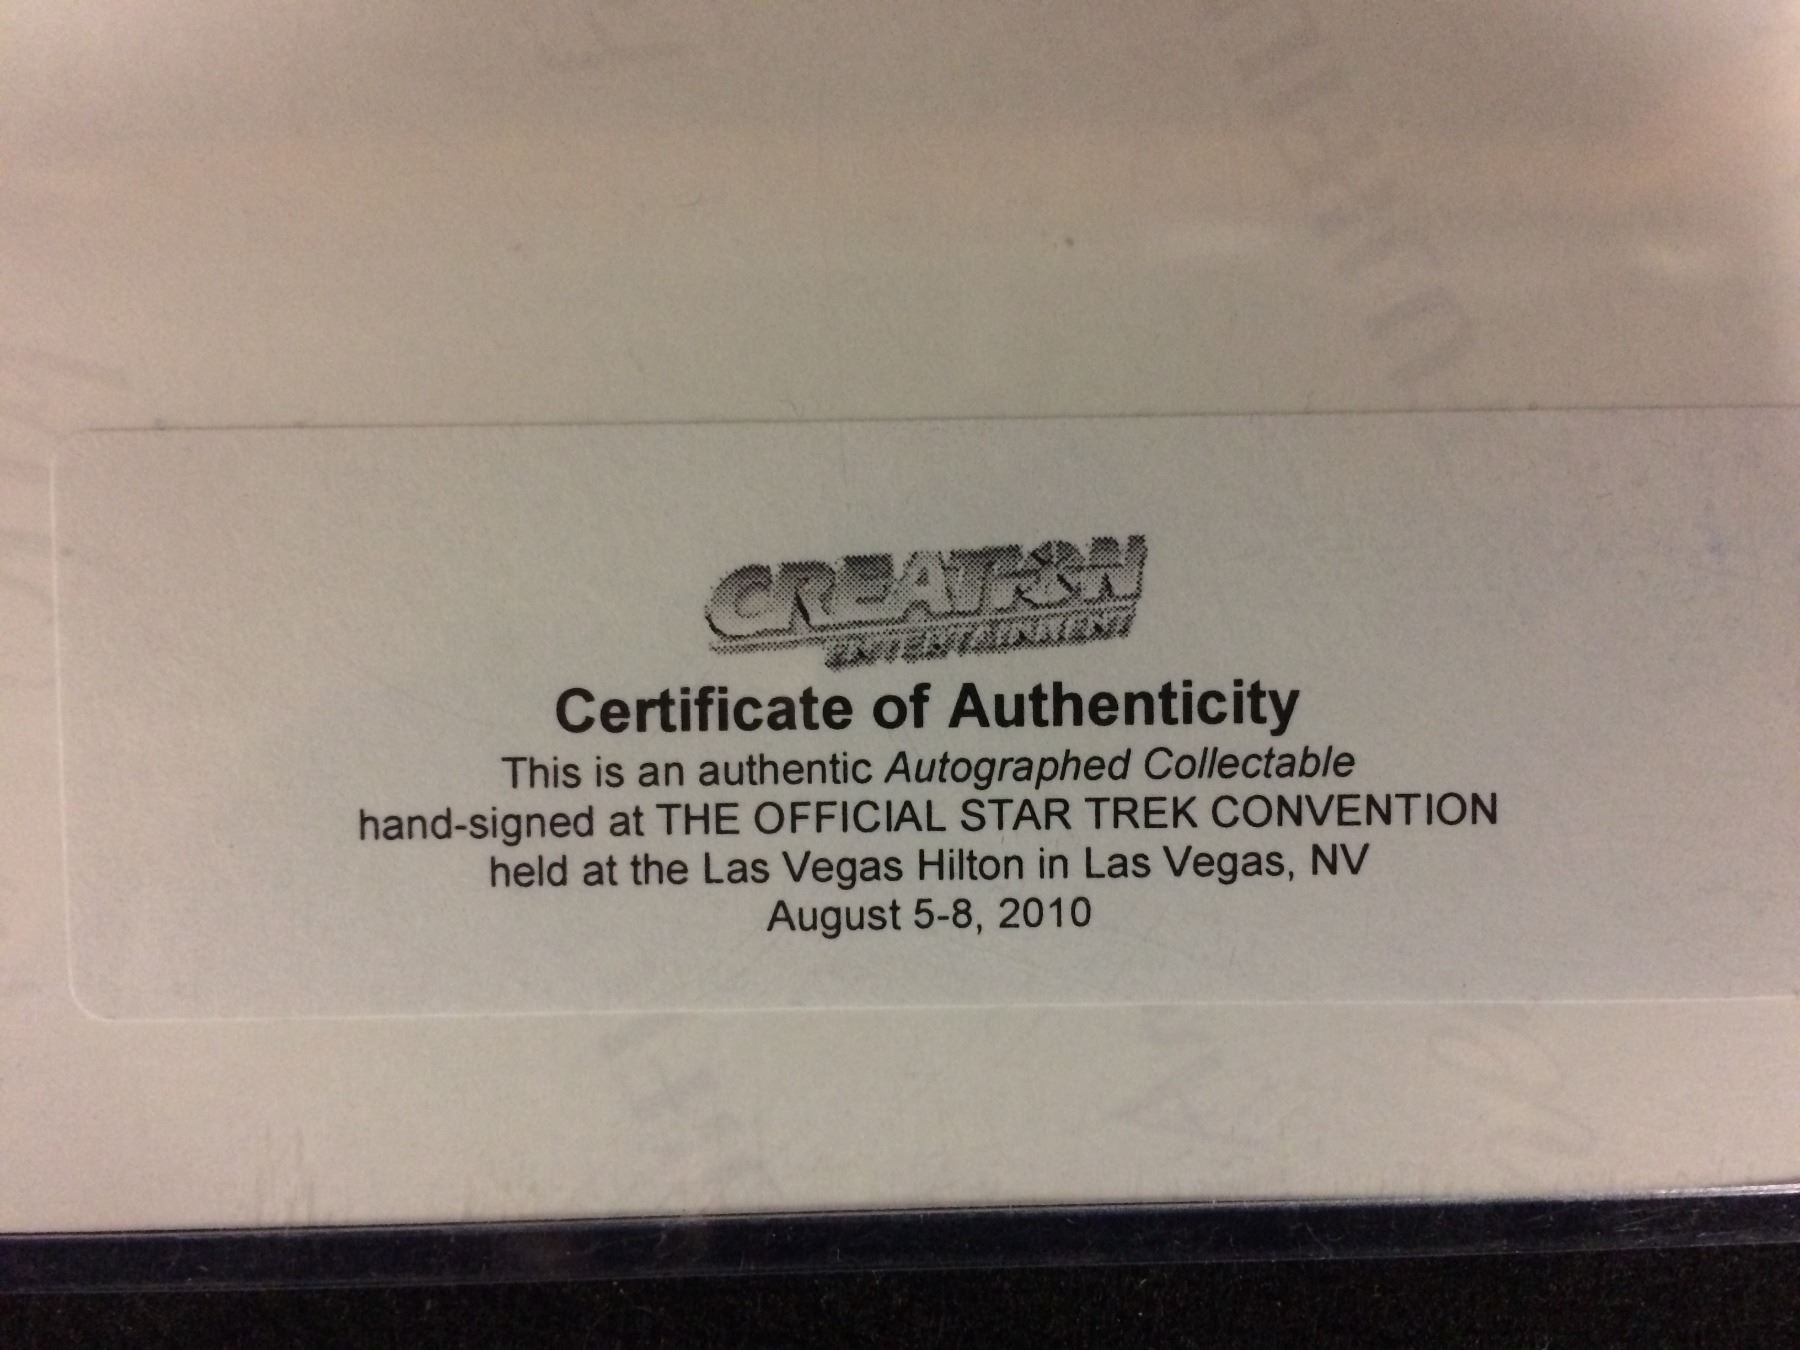 CREATION
ENTERTAINMENT
Certificate of Authenticity
This is an authentic Autographed Collectable
hand-signed at THE OFFICIAL STAR TREK CONVENTION
held at the Las Vegas Hilton in Las Vegas, NV
August 5-8, 2010